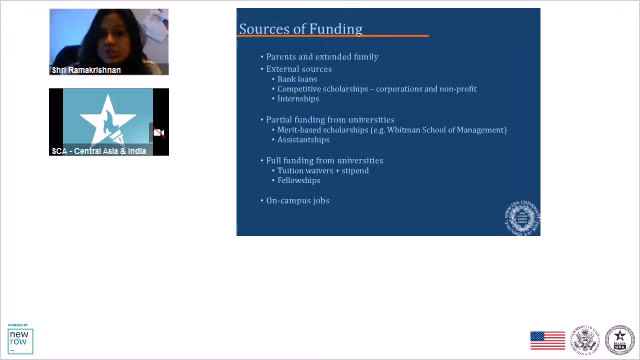 Shri Ramakrishnan
SCA - Central Asia & India
Sources of Funding
• Parents and extended family
• External sources
• Bank loans
• Competitive scholarships – corporations and non-profit
• Internships
• Partial funding from universities
• Merit-based scholarships (e.g. Whitman School of Management)
• Assistantships
• Full funding from universities
• Tuition waivers + stipend
• Fellowships
• On-campus jobs
POWERED BY
new
row_